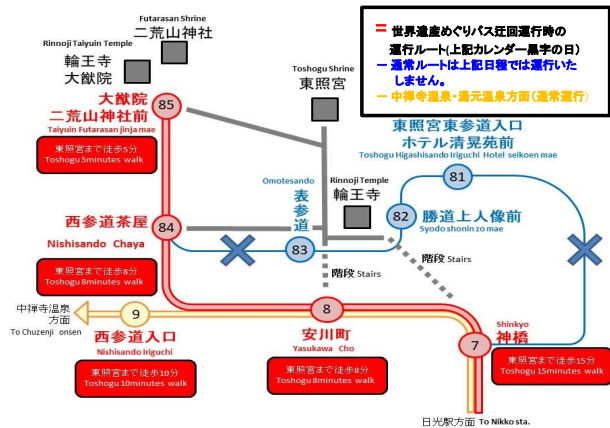 Futarasan Shrine
二荒山神社
Rinnoji Taiyuin Temple
輪王寺
大猷院
Toshogu Shrine
東照宮
= 世界遺産めぐりバス迂回運行時の
運行ルート(上記カレンダー黒字の日)
－ 通常ルートは上記日程では運行いた
しません。
－ 中禅寺温泉・湯元温泉方面(通常運行)
大猷院
二荒山神社前
Taiyuin Futarasan jinja mae
85
東照宮まで徒歩5分
Toshogu 5minutes walk
東照宮東参道入口
ホテル清晃苑前
Toshogu Higashisando Iriguchi Hotel seikoen mae
81
Omotesando
表参道
83
Rinnoji Temple
輪王寺
82
勝道上人像前
Syodo shonin zo mae
西参道茶屋
Nishisando Chaya
84
東照宮まで徒歩8分
Toshogu 8minutes walk
階段 Stairs
階段 Stairs
中禅寺温泉
方面
To Chuzenji onsen
9
西参道入口
Nishisando Iriguchi
東照宮まで徒歩10分
Toshogu 10minutes walk
8
安川町
Yasukawa Cho
東照宮まで徒歩8分
Toshogu 8minutes walk
Shinkyo
神橋
7
東照宮まで徒歩15分
Toshogu 15minutes walk
日光駅方面 To Nikko sta.